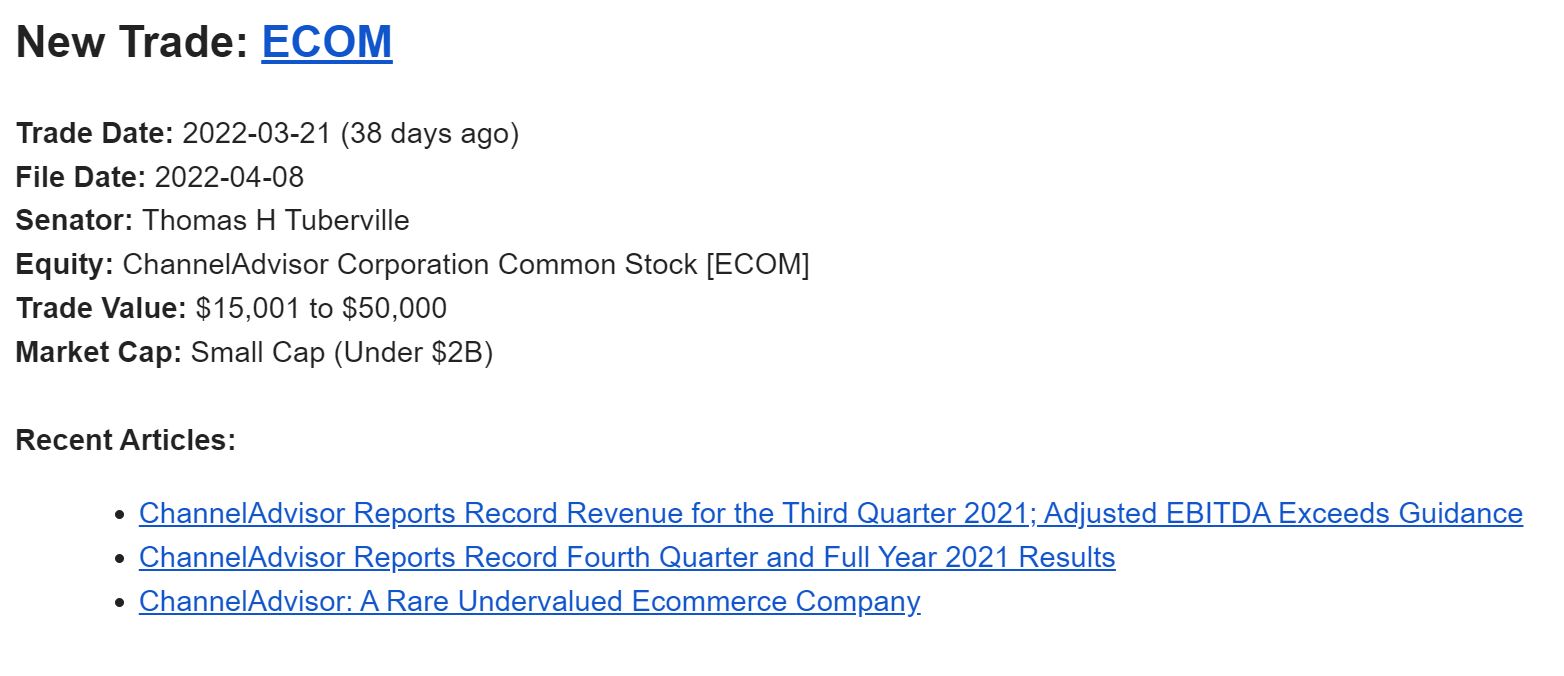 New Trade: ECOM
Trade Date: 2022-03-21 (38 days ago)
File Date: 2022-04-08
Senator: Thomas H Tuberville
Equity: ChannelAdvisor Corporation Common Stock [ECOM]
Trade Value: $15,001 to $50,000
Market Cap: Small Cap (Under $2B)
Recent Articles:
• ChannelAdvisor Reports Record Revenue for the Third Quarter 2021; Adjusted EBITDA Exceeds Guidance
• ChannelAdvisor Reports Record Fourth Quarter and Full Year 2021 Results
• ChannelAdvisor: A Rare Undervalued Ecommerce Company